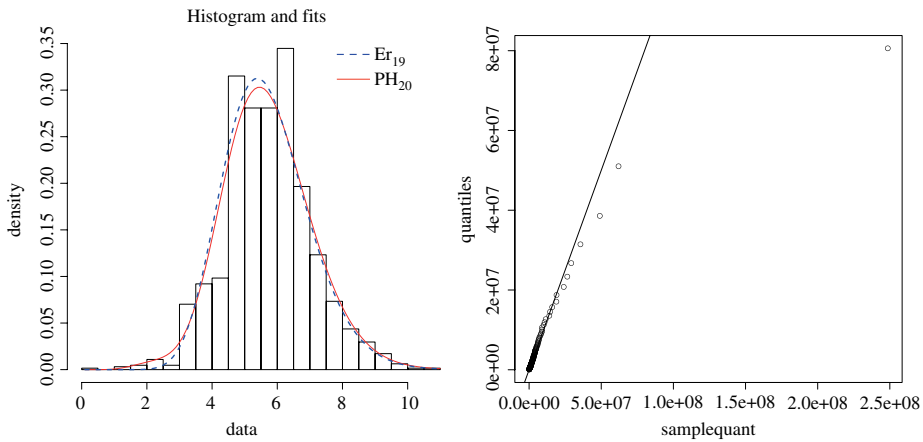 Histogram and fits
Er19
PH20
density
0.00
0.05
0.10
0.15
0.20
0.25
0.30
0.35
0
2
4
6
8
10
data
quantiles
0e+00
2e+07
4e+07
6e+07
8e+07
0.0e+00
5.0e+07
1.0e+08
1.5e+08
2.0e+08
2.5e+08
samplequant